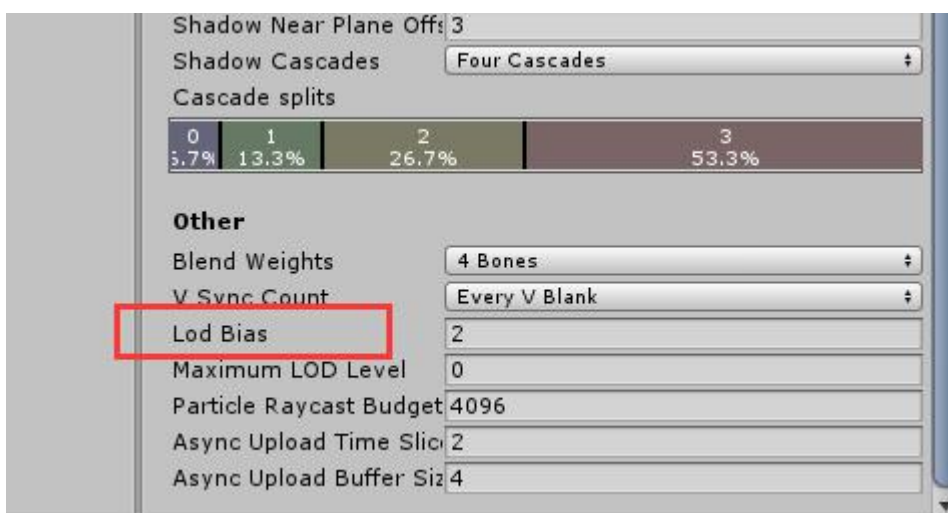 Shadow Near Plane Offs 3
Shadow Cascades Four Cascades
Cascade splits
0 1 2 3
5.7% 13.3% 26.7% 53.3%
Other
Blend Weights 4 Bones
V Sync Count Every V Blank
Lod Bias 2
Maximum LOD Level 0
Particle Raycast Budget 4096
Async Upload Time Slic 2
Async Upload Buffer Siz 4